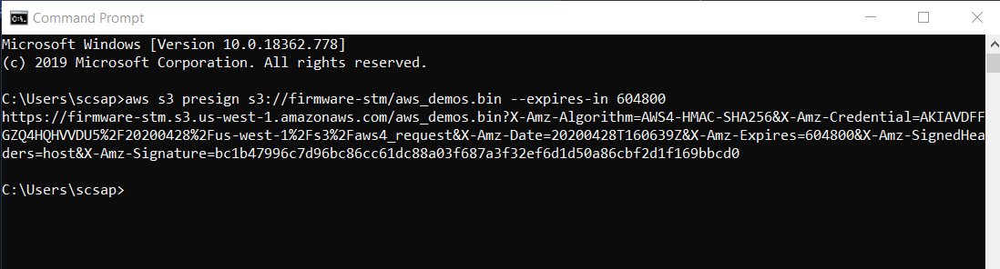 Command Prompt
Microsoft Windows [Version 10.0.18362.778]
(c) 2019 Microsoft Corporation. All rights reserved.
C:\Users\scsap>aws s3 presign s3://firmware-stm/aws_demos.bin --expires-in 604800
https://firmware-stm.s3.us-west-1.amazonaws.com/aws_demos.bin?X-Amz-Algorithm=AWS4-HMAC-SHA256&X-Amz-Credential=AKIAVDFF
GZQ4HQHVVDU5%2F20200428%2Fus-west-1%2Fs3%2Faws4_request&X-Amz-Date=20200428T160639Z&X-Amz-Expires=604800&X-Amz-SignedHea
ders=host&X-Amz-Signature=bc1b47996c7d96bc86cc61dc88a03f687a3f32ef6d1d50a86cbf2d1f169bbcd0
C:\Users\scsap>